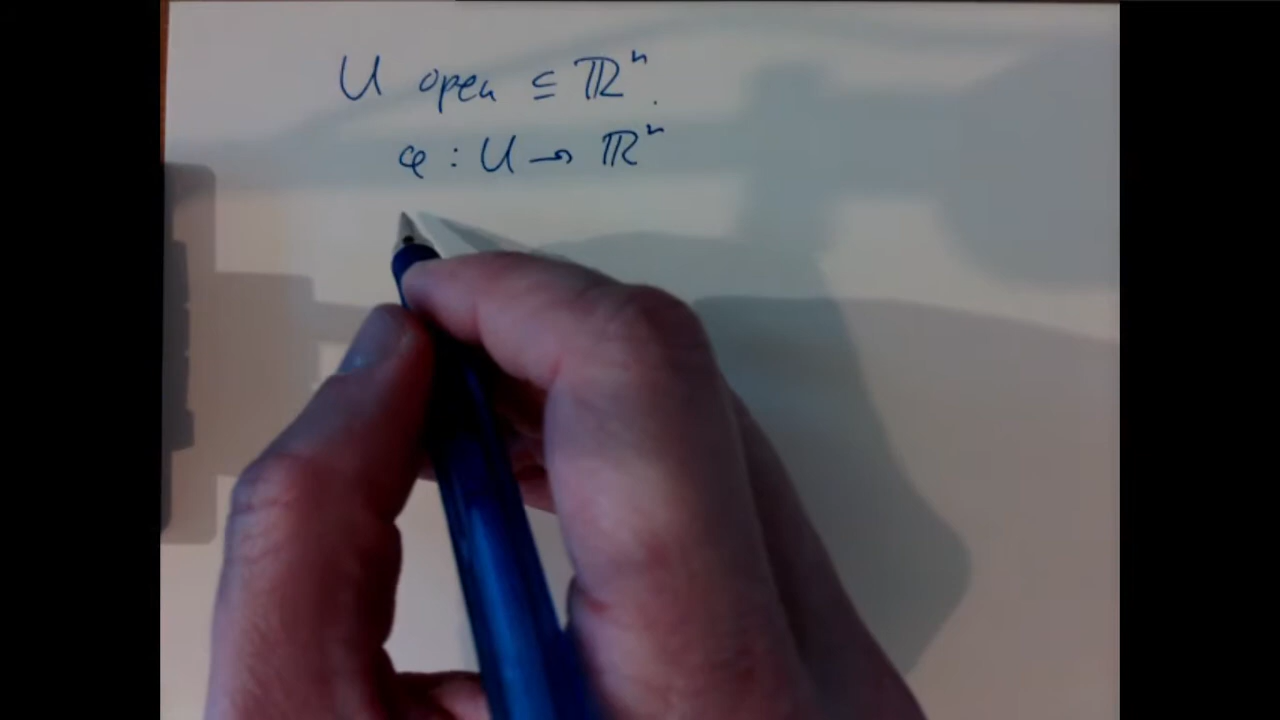 U open ⊆ ℝⁿ.
φ : U → ℝⁿ